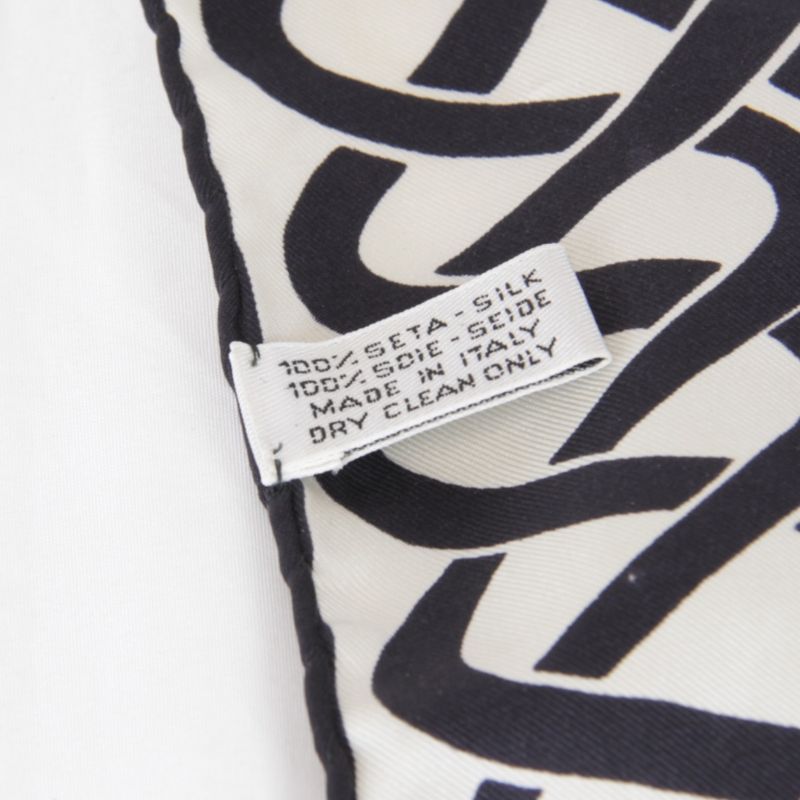 100% SETA - SILK
100% SOIE - SEIDE
MADE IN ITALY
DRY CLEAN ONLY